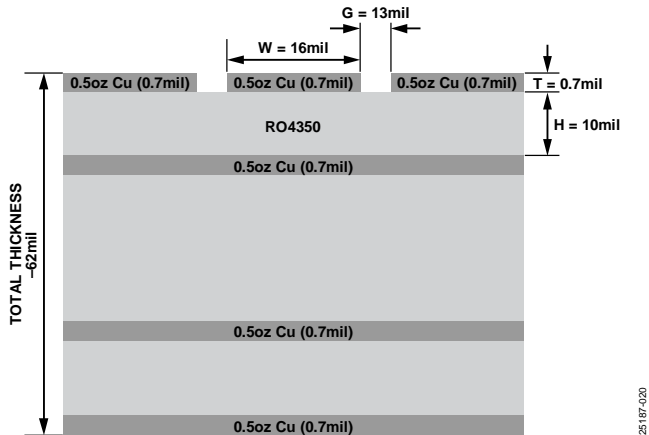 G = 13mil
W = 16mil
0.5oz Cu (0.7mil)
0.5oz Cu (0.7mil)
0.5oz Cu (0.7mil)
T = 0.7mil
RO4350
H = 10mil
0.5oz Cu (0.7mil)
TOTAL THICKNESS
–62mil
0.5oz Cu (0.7mil)
0.5oz Cu (0.7mil)
25187-020